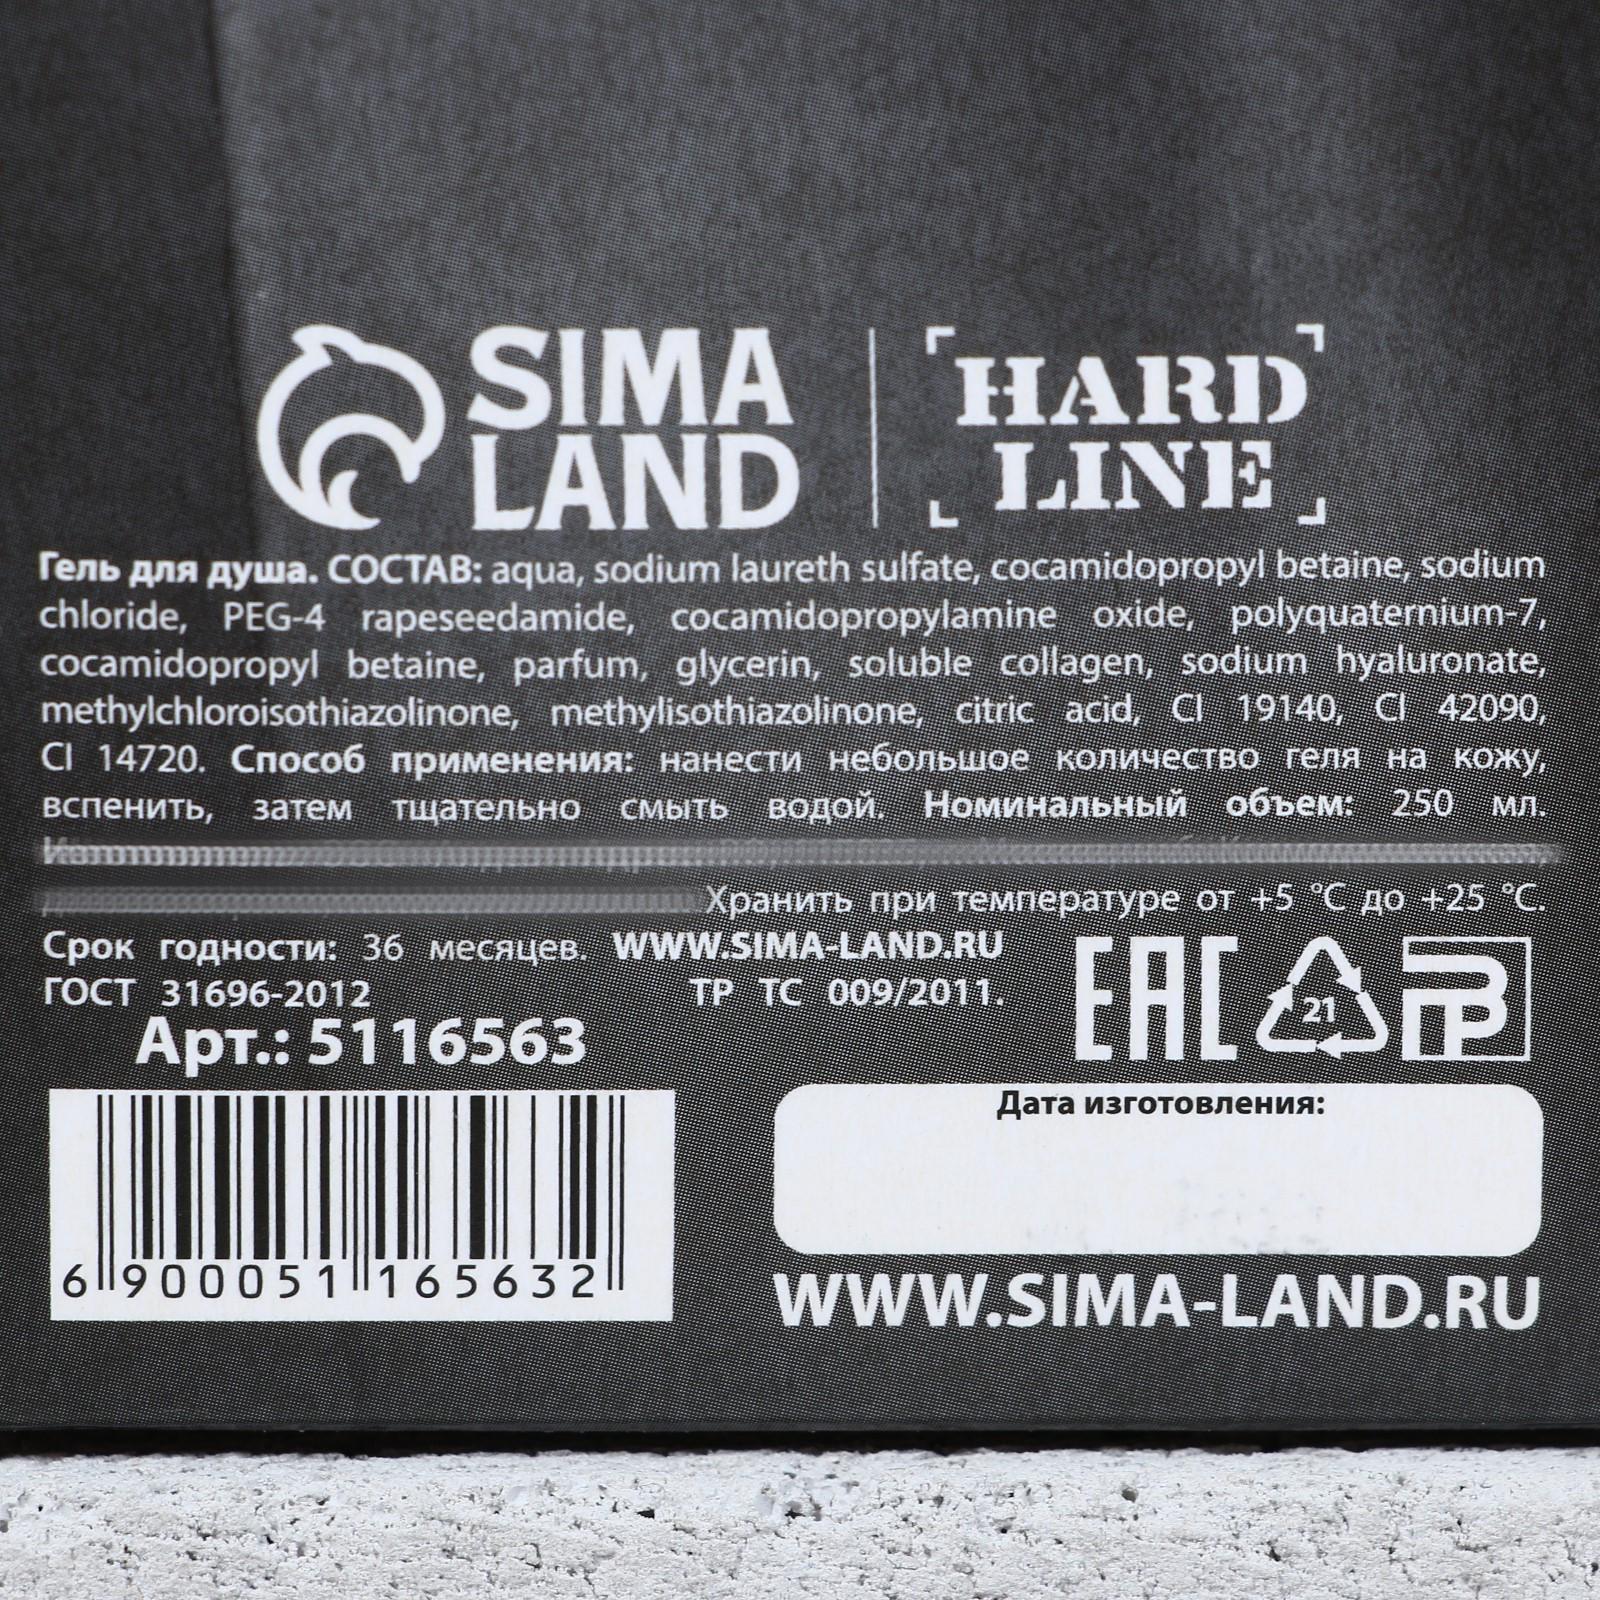 SIMA
LAND
HARD
LINE
Гель для душа. СОСТАВ: aqua, sodium laureth sulfate, cocamidopropyl betaine, sodium
chloride, PEG-4 rapeseedamide, cocamidopropylamine oxide, polyquaternium-7,
cocamidopropyl betaine, parfum, glycerin, soluble collagen, sodium hyaluronate,
methylchloroisothiazolinone, methylisothiazolinone, citric acid, Cl 19140, Cl 42090,
Cl 14720. Способ применения: нанести небольшое количество геля на кожу,
вспенить, затем тщательно смыть водой. Номинальный объем: 250 мл.
Хранить при температуре от +5 °С до +25 °С.
Срок годности: 36 месяцев. WWW.SIMA-LAND.RU
ГОСТ 31696-2012 ТР ТС 009/2011.
EAC
21
Арт.: 5116563
6 900051 165632
Дата изготовления:
WWW.SIMA-LAND.RU